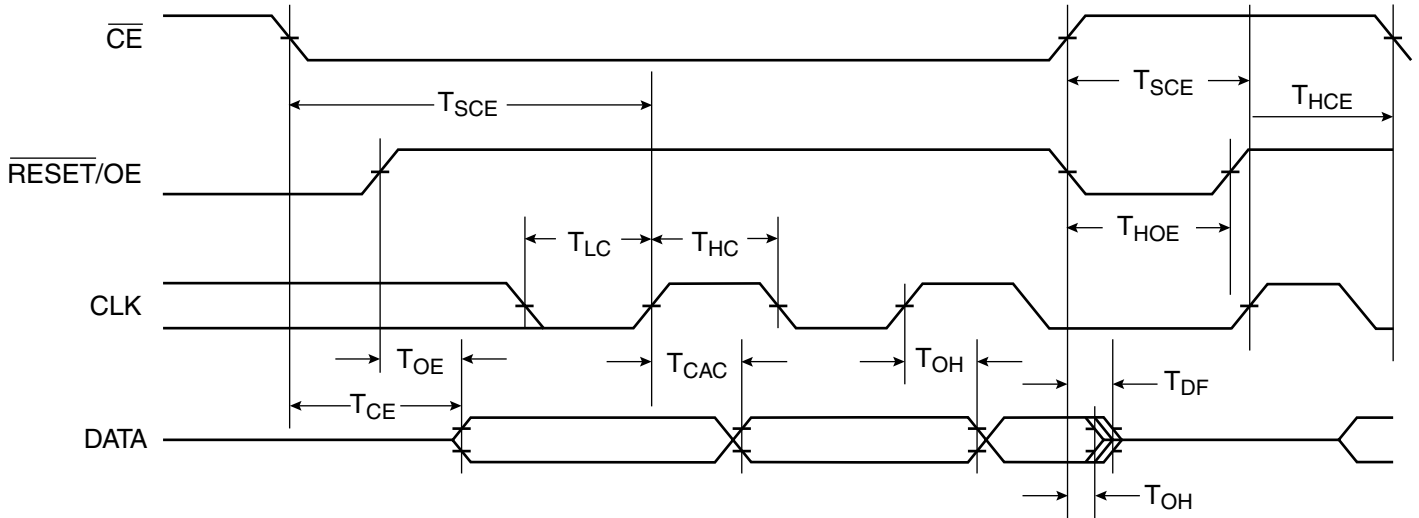 CE
T_SCE
T_SCE
T_HCE
RESET/OE
T_LC
T_HC
T_HOE
CLK
T_OE
T_CAC
T_OH
T_DF
T_CE
DATA
T_OH